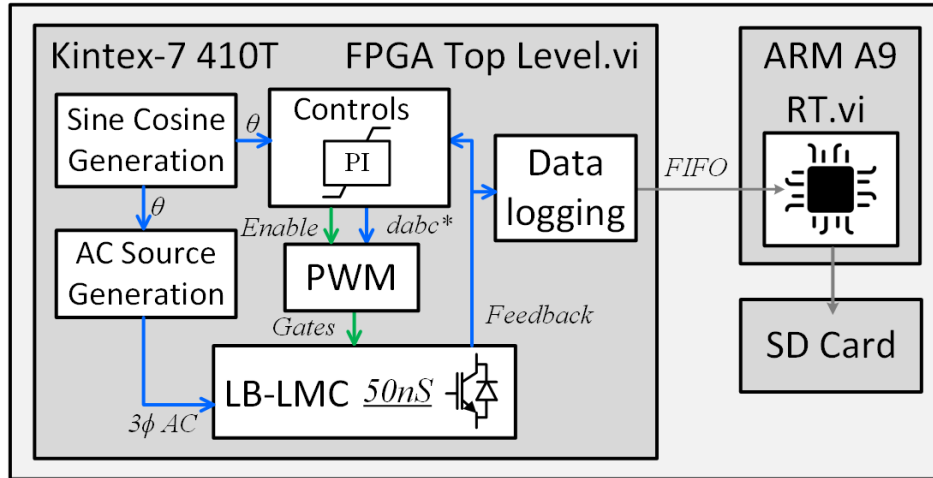 Kintex-7 410T
FPGA Top Level.vi
Sine Cosine
Generation
θ
Controls
PI
θ
Enable
dabc*
AC Source
Generation
PWM
Gates
Feedback
Data
logging
3ϕ AC
LB-LMC 50nS
FIFO
ARM A9
RT.vi
SD Card